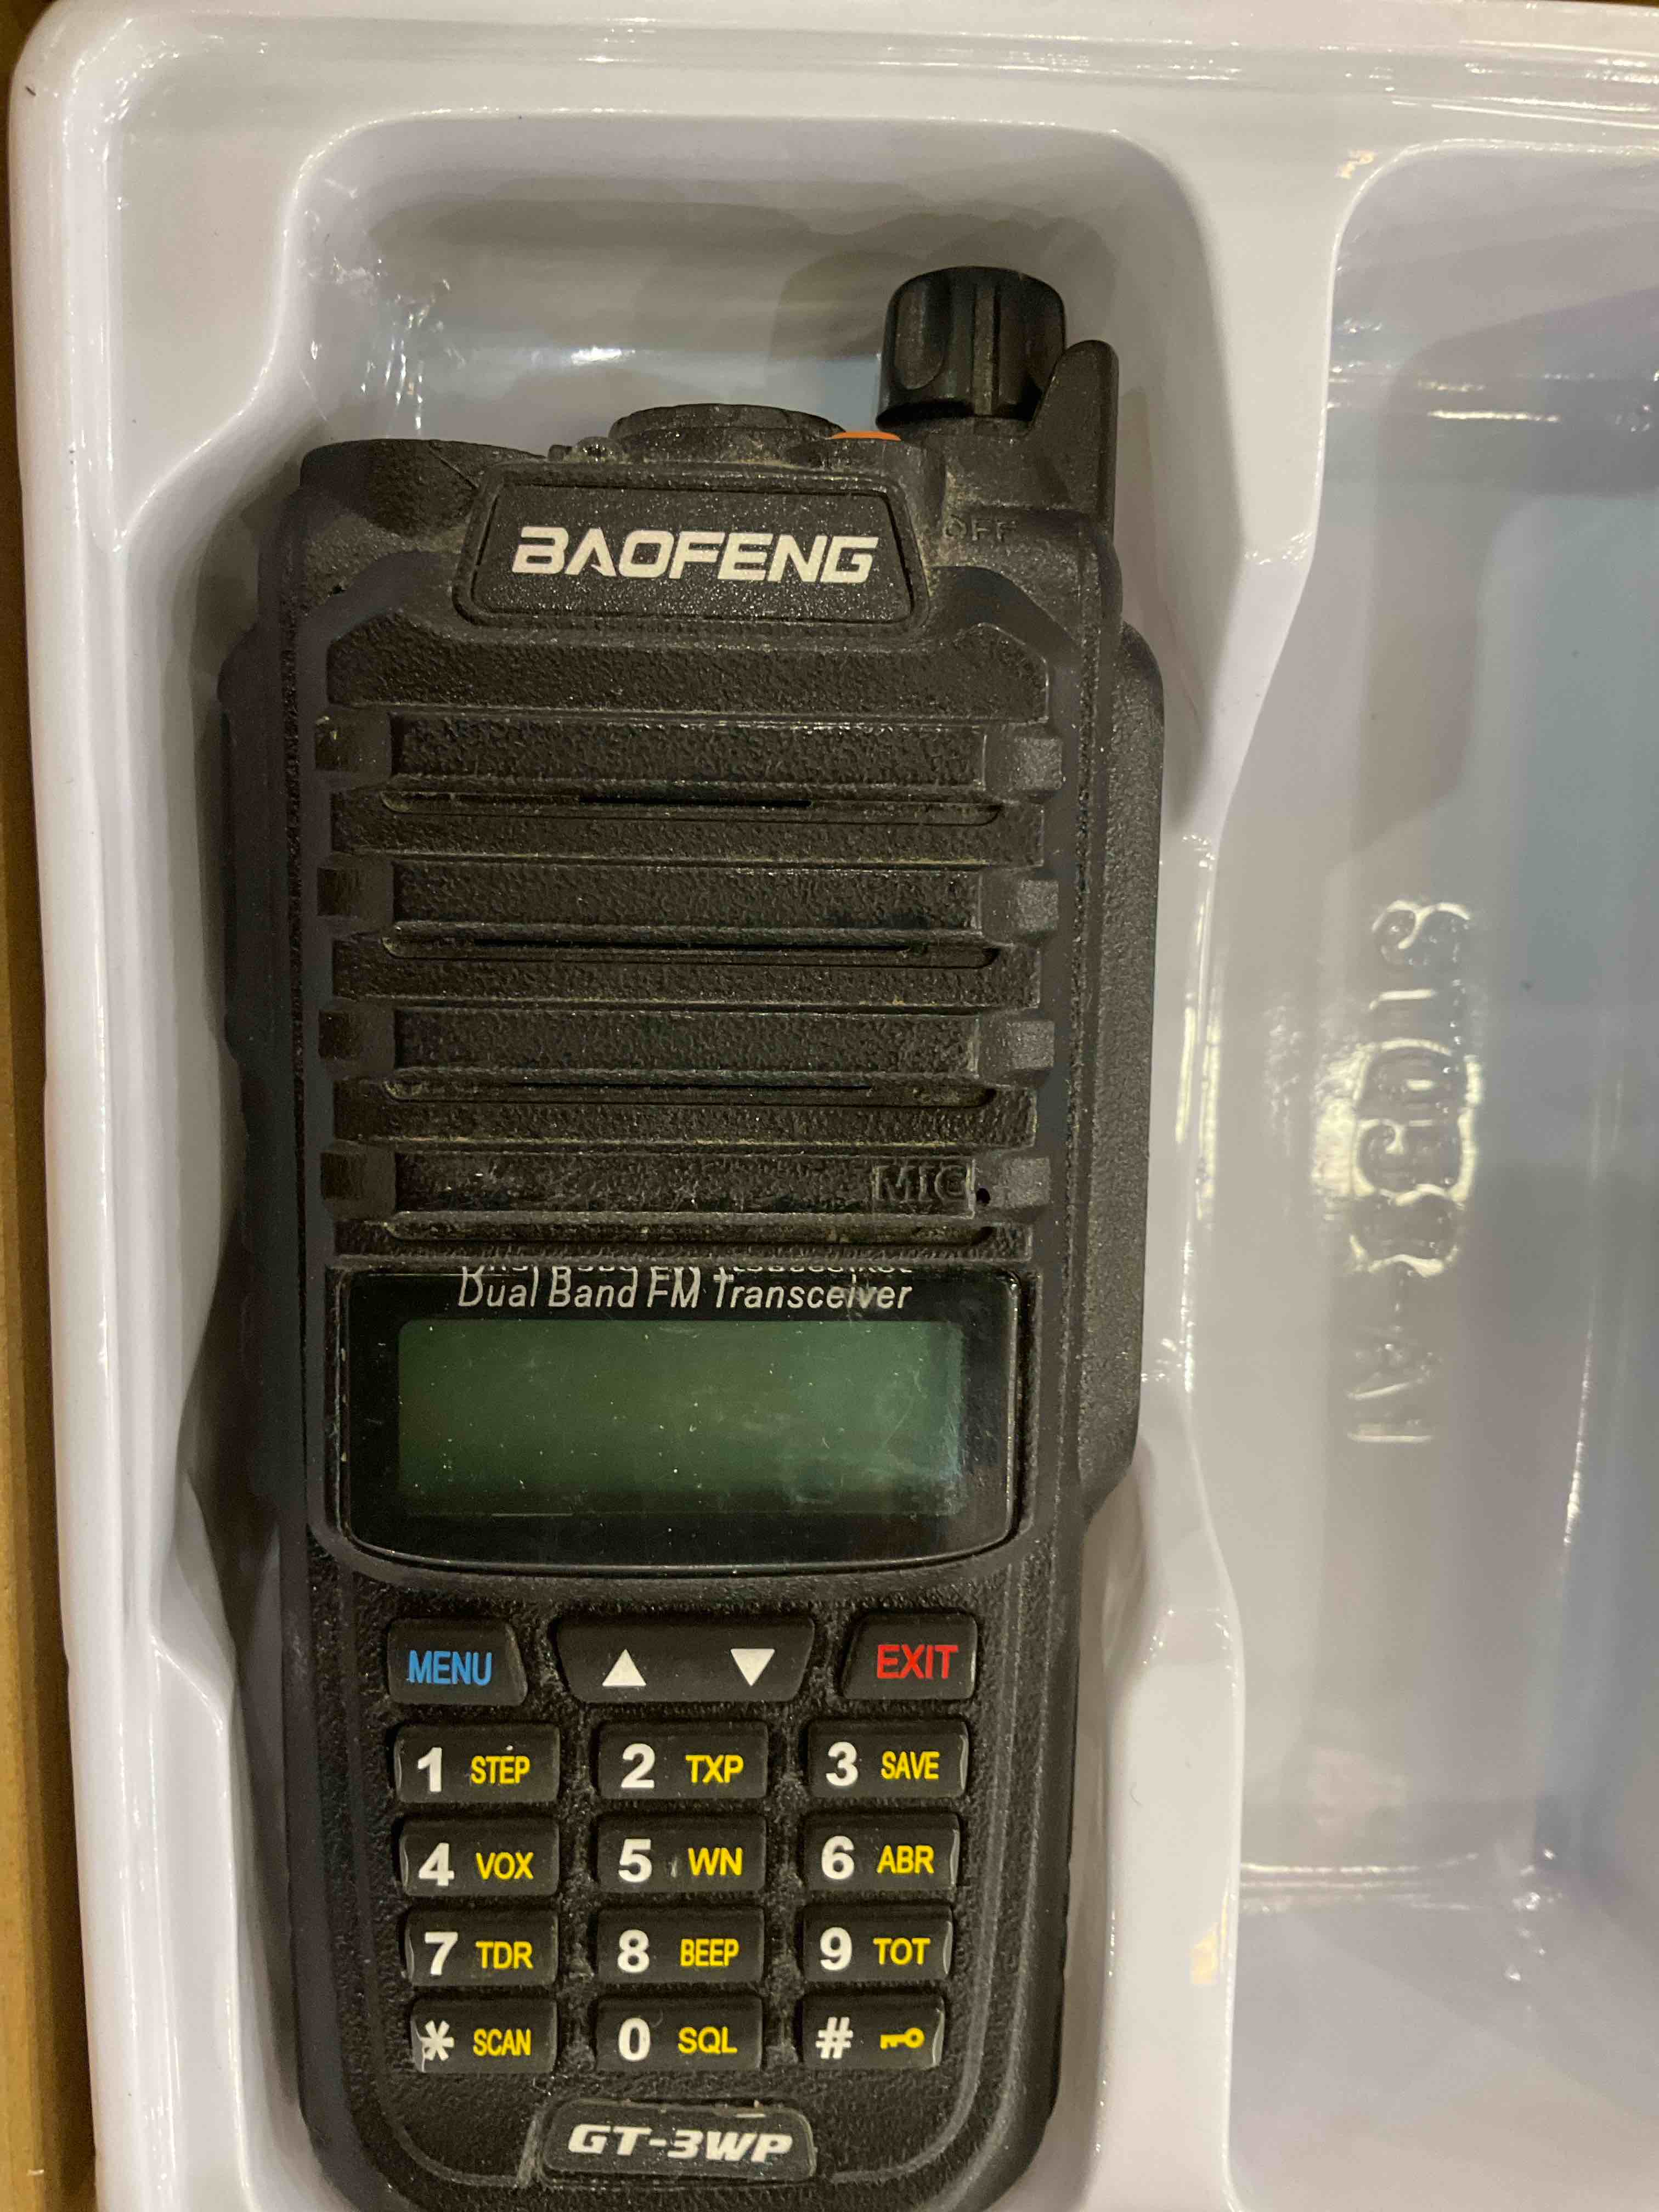 BAOFENG
OFF
MIC
Dual Band FM Transceiver
MENU ▲ ▼ EXIT
1 STEP 2 TXP 3 SAVE
4 VOX 5 WN 6 ABR
7 TDR 8 BEEP 9 TOT
* SCAN 0 SQL #
GT-3WP